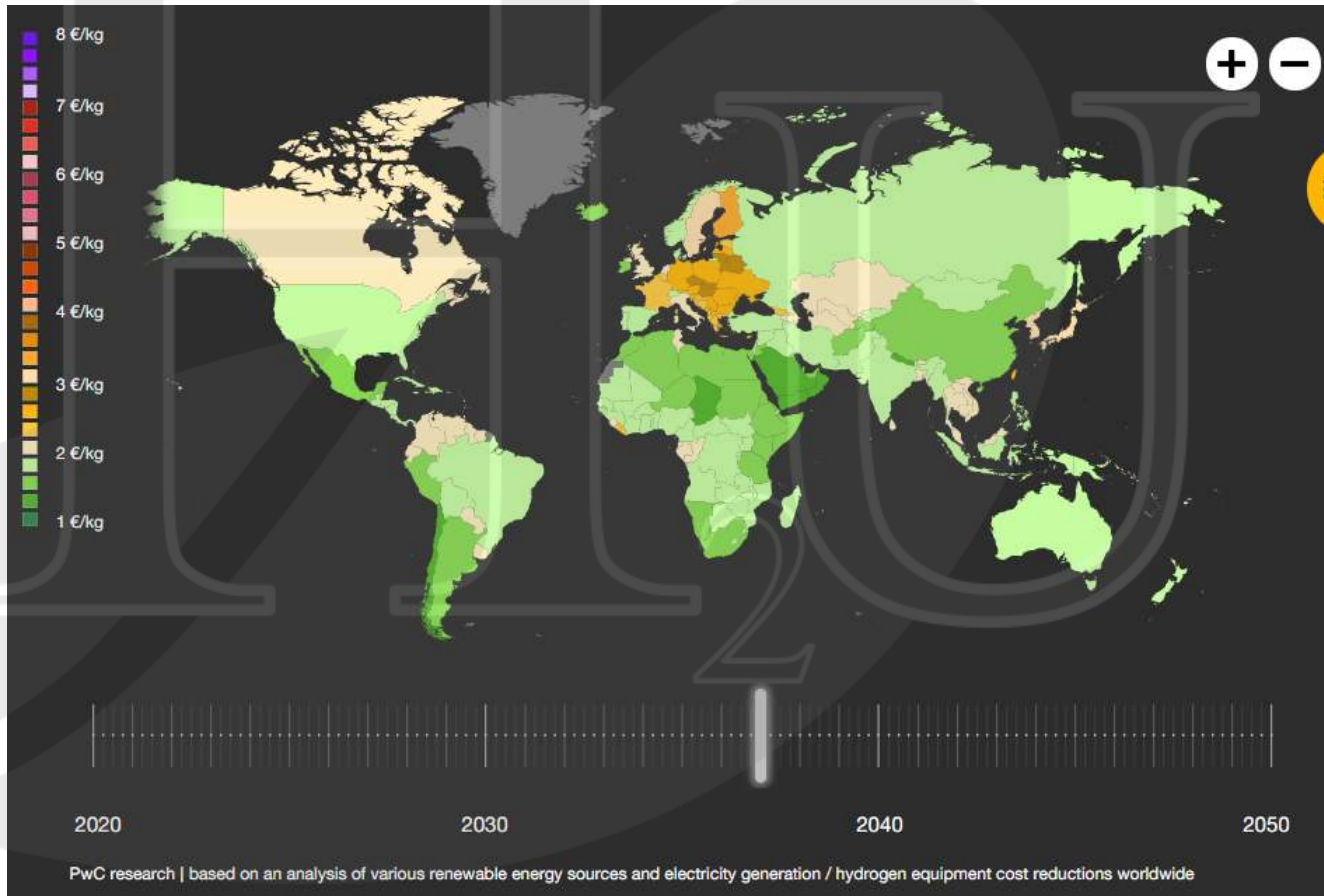 8 €/kg
7 €/kg
6 €/kg
5 €/kg
4 €/kg
3 €/kg
2 €/kg
1 €/kg
+ −
H2U
2020 2030 2040 2050
PwC research | based on an analysis of various renewable energy sources and electricity generation / hydrogen equipment cost reductions worldwide